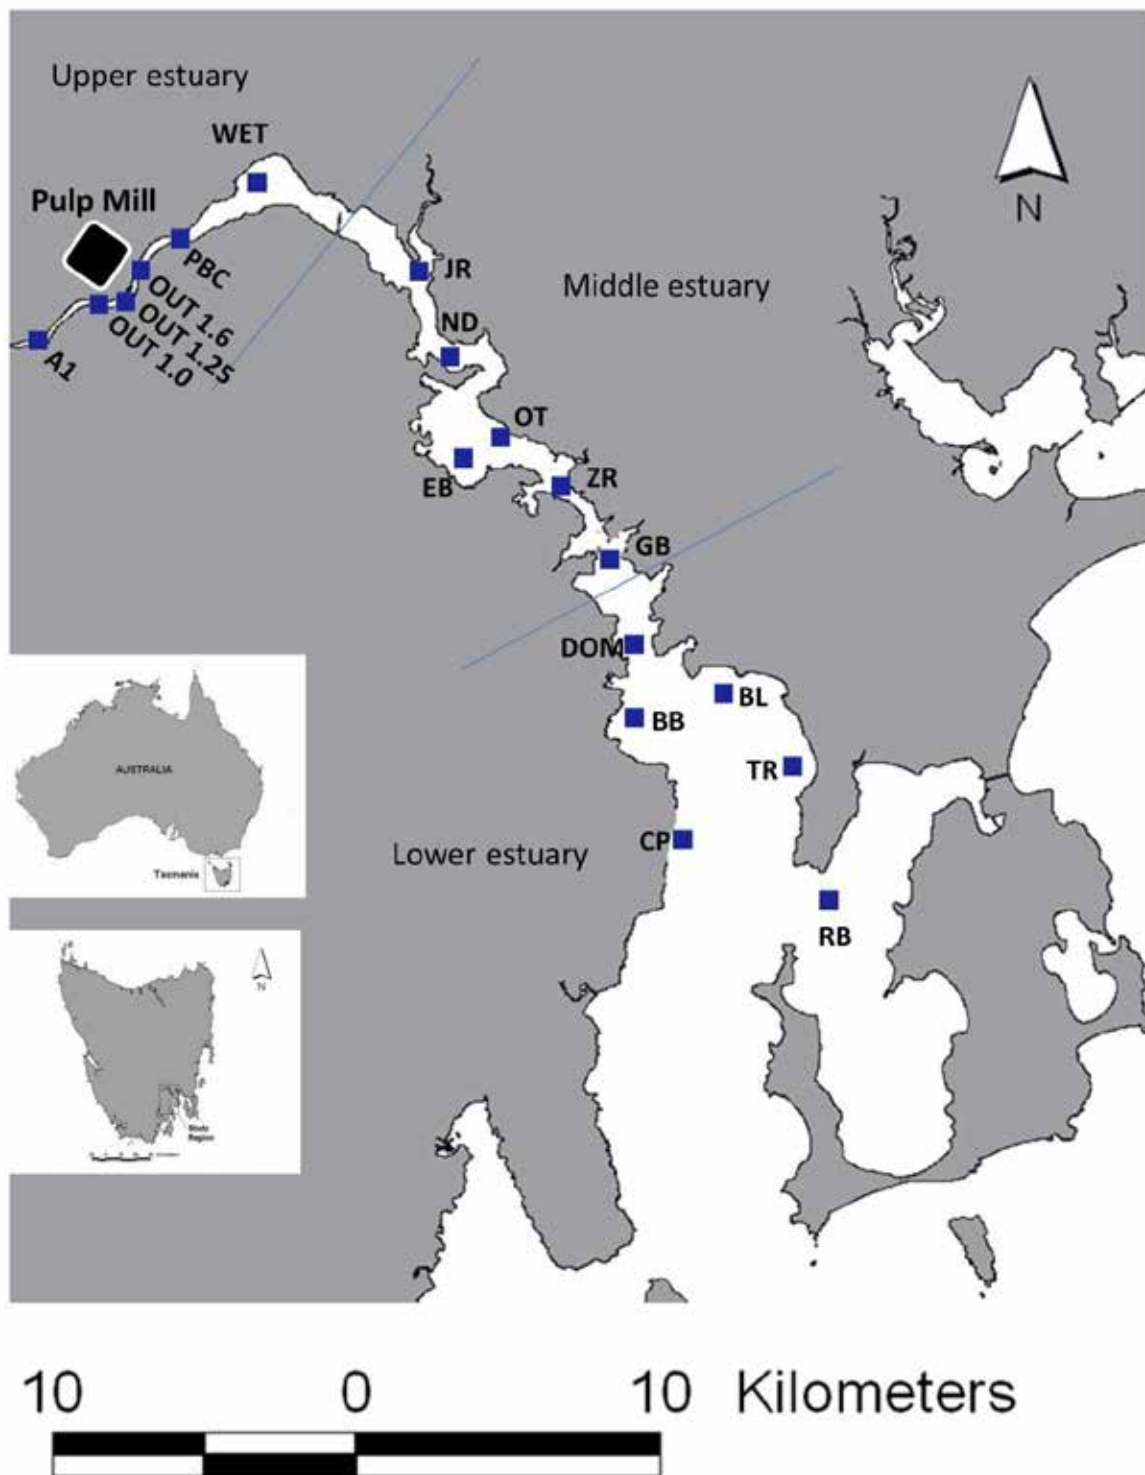 Upper estuary
WET
Pulp Mill
PBC
OUT 1.6
OUT 1.25
OUT 1.0
A1
N
JR
Middle estuary
ND
OT
EB
ZR
GB
DOM
BL
BB
TR
CP
Lower estuary
RB
AUSTRALIA
Tasmania
N
Study
Region
10 0 10 Kilometers